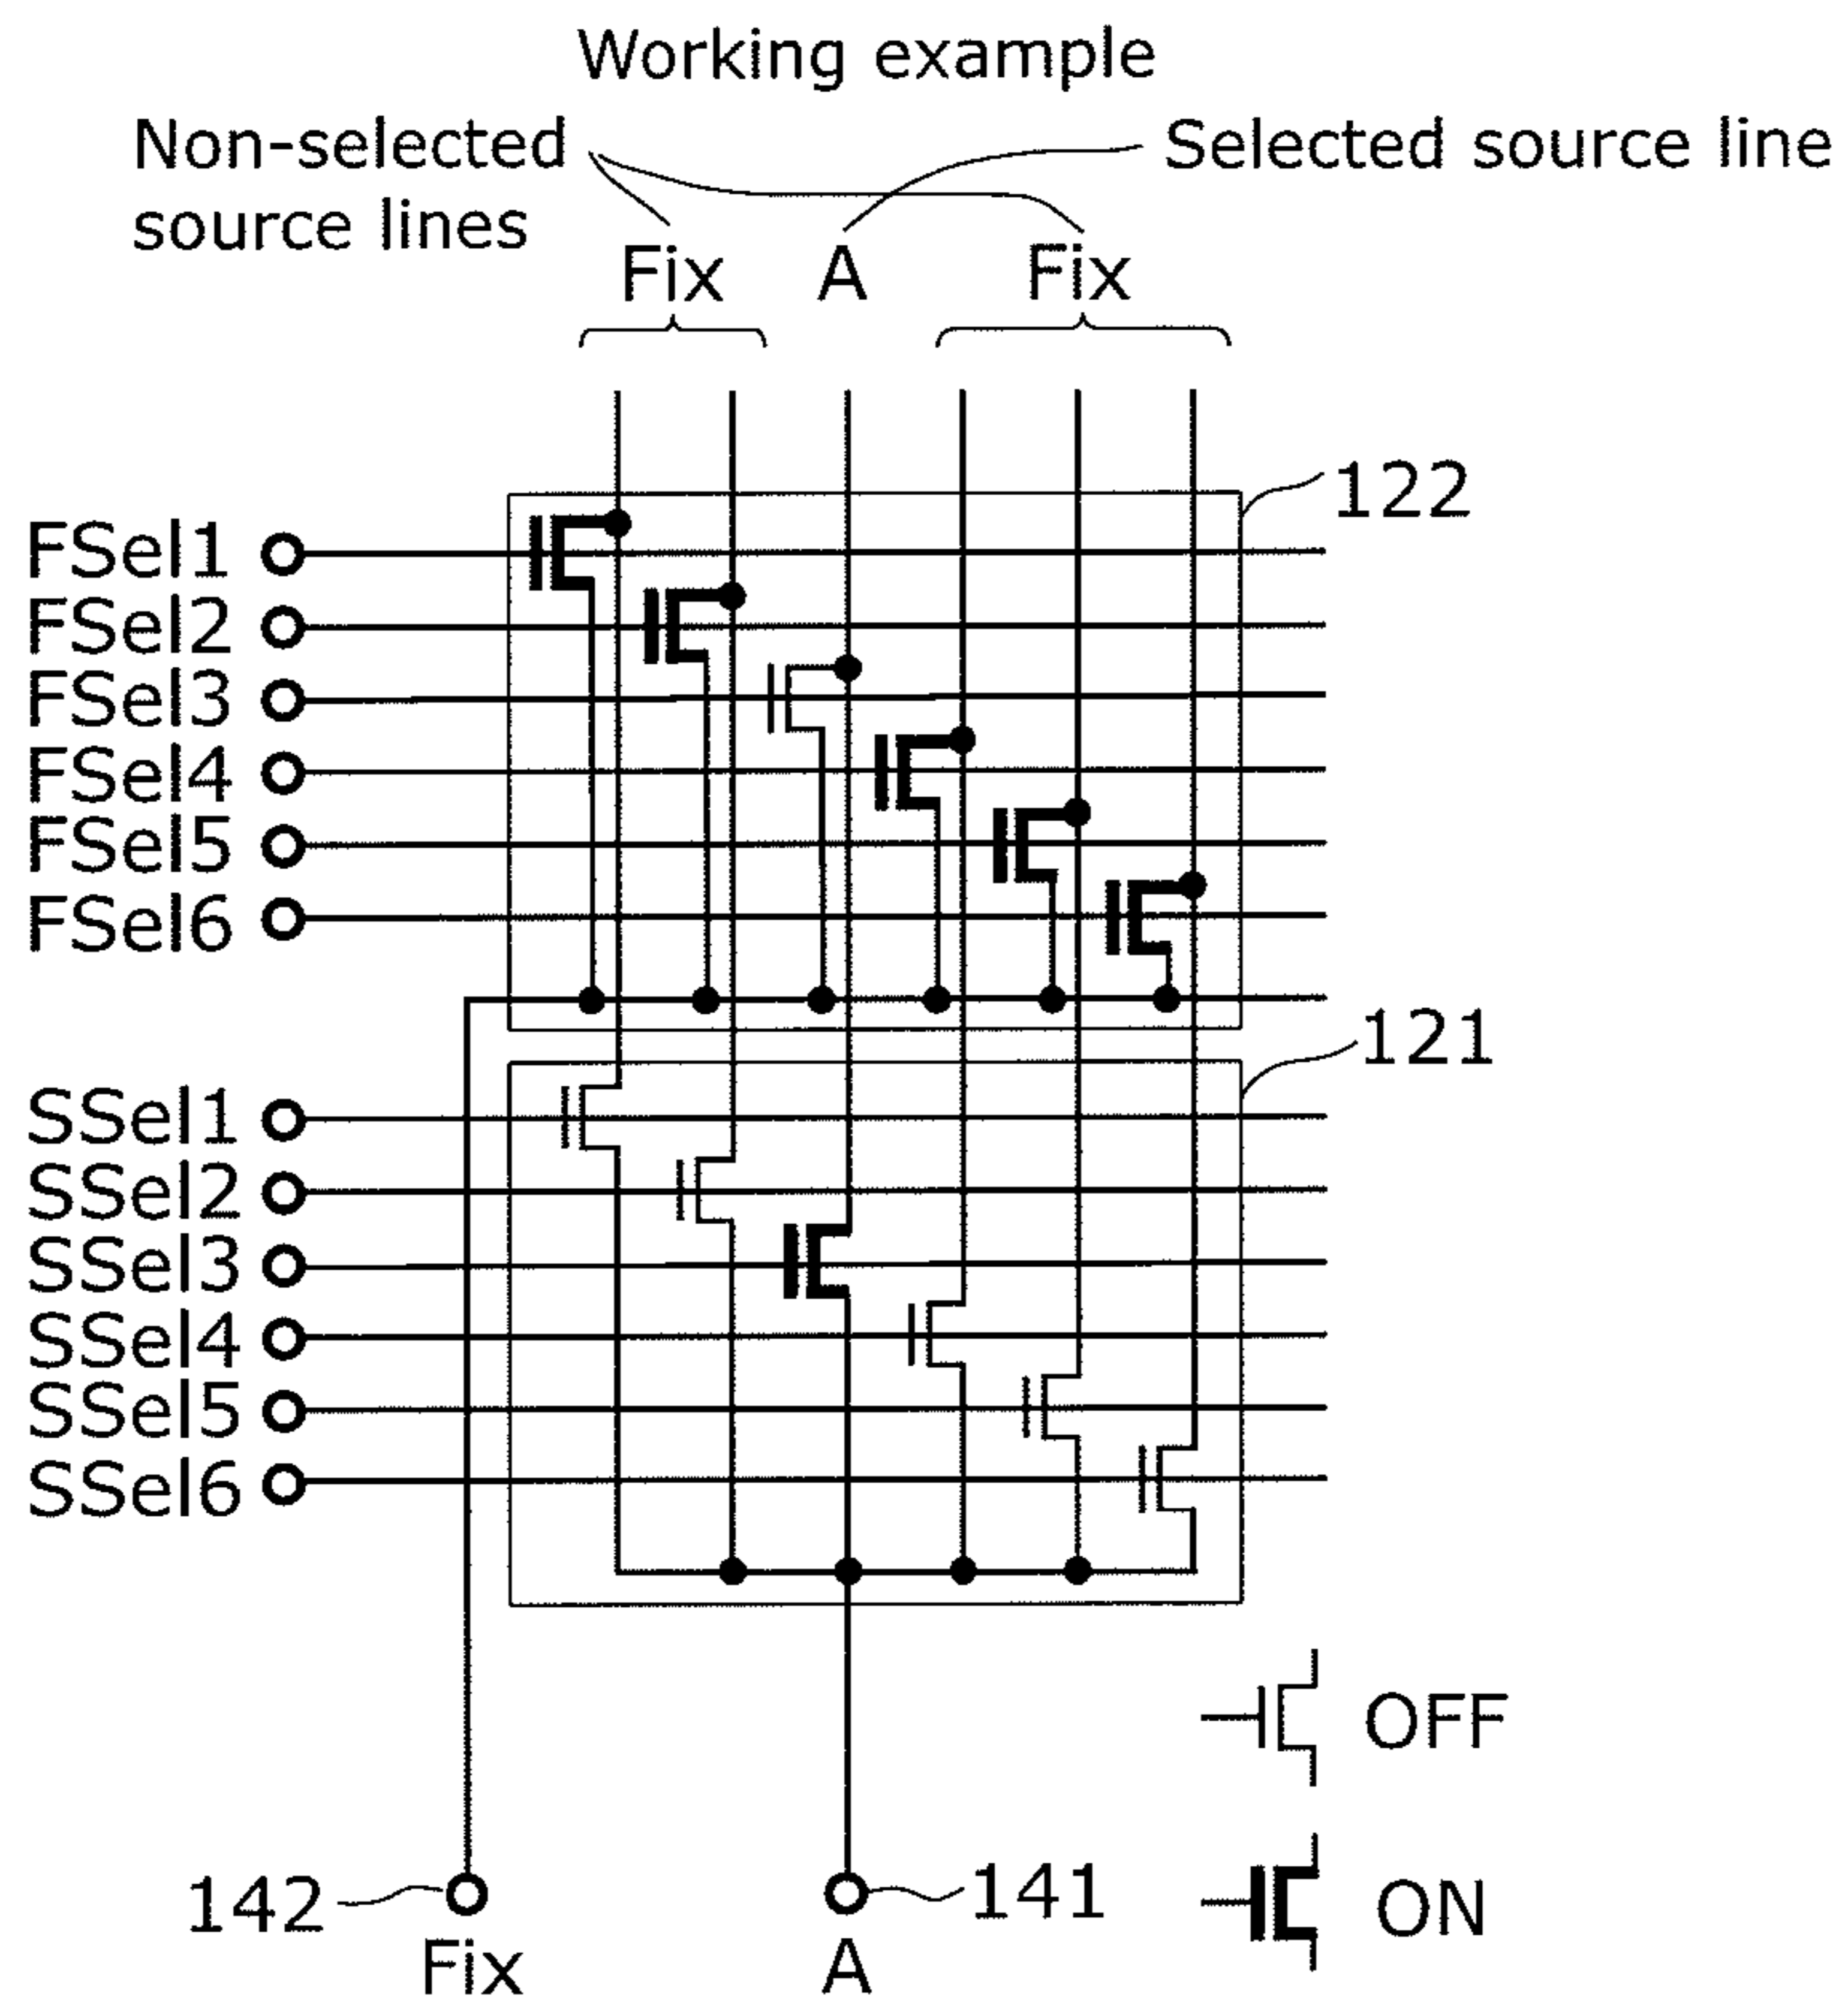 Working example
Non-selected
source lines
Selected source line
Fix
A
Fix
122
FSel1
FSel2
FSel3
FSel4
FSel5
FSel6
121
SSel1
SSel2
SSel3
SSel4
SSel5
SSel6
OFF
ON
142
141
Fix
A